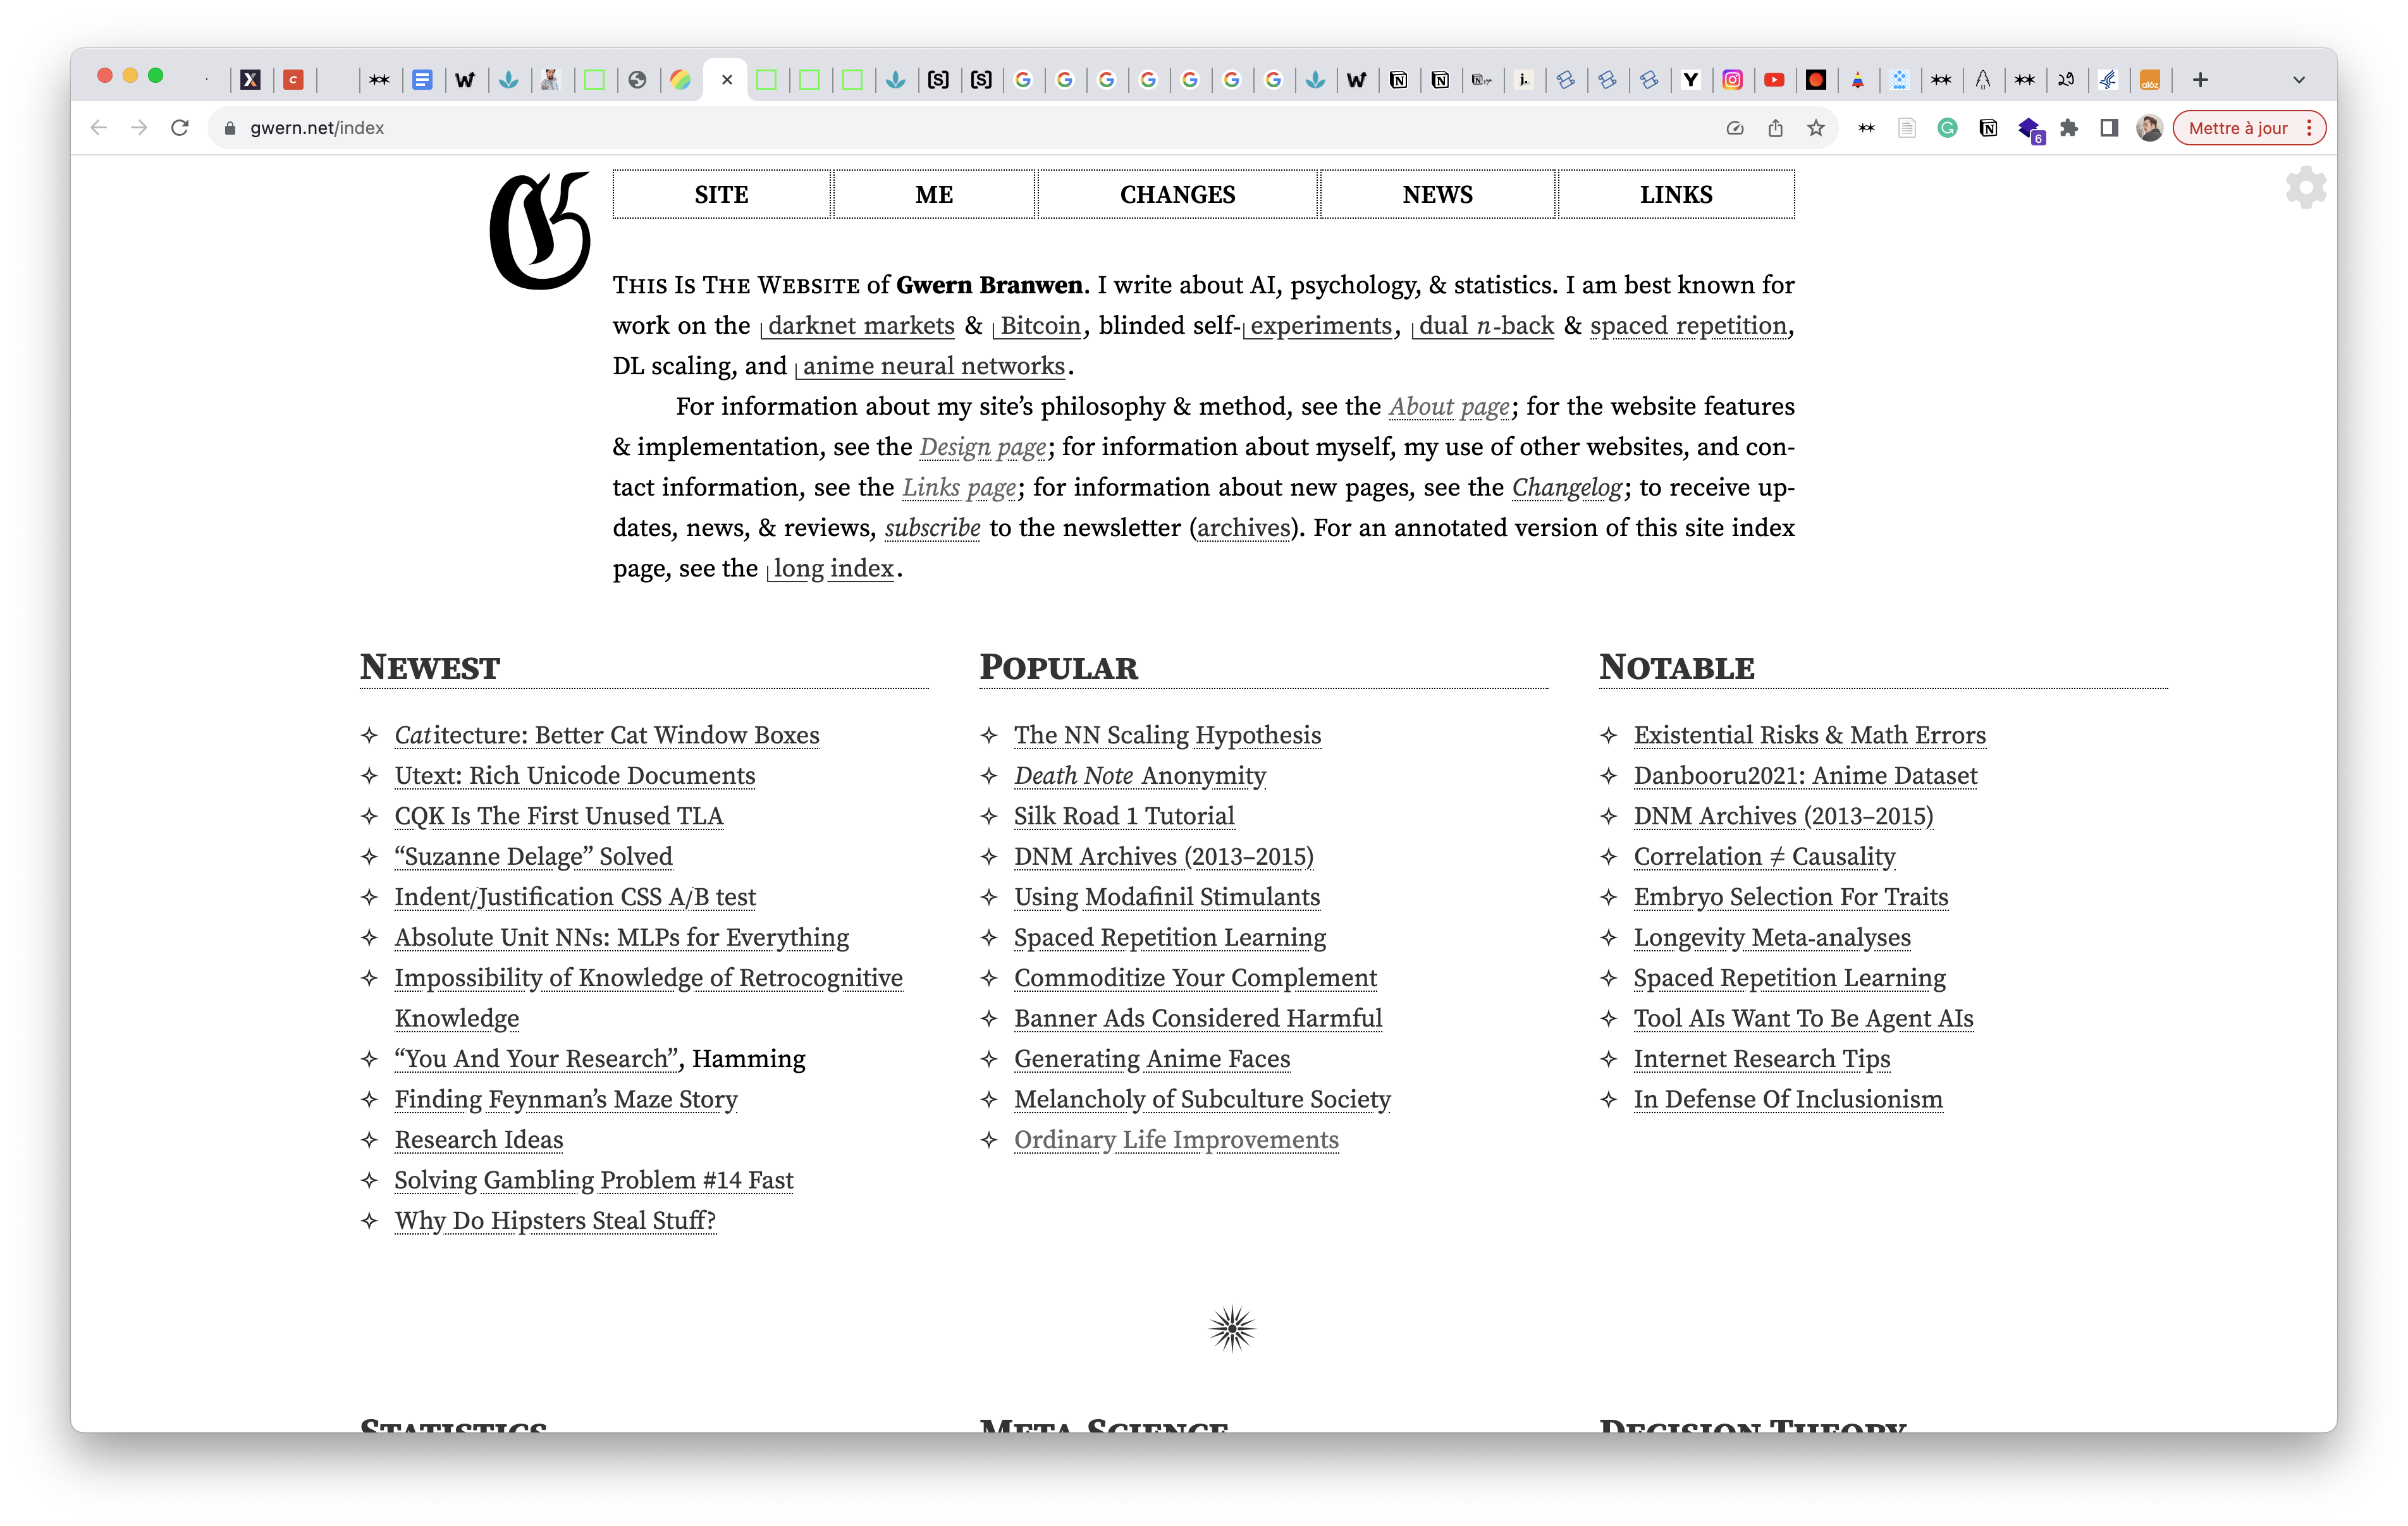 gwern.net/index
6
Mettre à jour
G
SITE
ME
CHANGES
NEWS
LINKS
This Is The Website of Gwern Branwen. I write about AI, psychology, & statistics. I am best known for
work on the darknet markets & Bitcoin, blinded self-experiments, dual n-back & spaced repetition,
DL scaling, and anime neural networks.
For information about my site’s philosophy & method, see the About page; for the website features
& implementation, see the Design page; for information about myself, my use of other websites, and con-
tact information, see the Links page; for information about new pages, see the Changelog; to receive up-
dates, news, & reviews, subscribe to the newsletter (archives). For an annotated version of this site index
page, see the long index.
Newest
Catitecture: Better Cat Window Boxes
Utext: Rich Unicode Documents
CQK Is The First Unused TLA
“Suzanne Delage” Solved
Indent/Justification CSS A/B test
Absolute Unit NNs: MLPs for Everything
Impossibility of Knowledge of Retrocognitive
Knowledge
“You And Your Research”, Hamming
Finding Feynman’s Maze Story
Research Ideas
Solving Gambling Problem #14 Fast
Why Do Hipsters Steal Stuff?
Popular
The NN Scaling Hypothesis
Death Note Anonymity
Silk Road 1 Tutorial
DNM Archives (2013–2015)
Using Modafinil Stimulants
Spaced Repetition Learning
Commoditize Your Complement
Banner Ads Considered Harmful
Generating Anime Faces
Melancholy of Subculture Society
Ordinary Life Improvements
Notable
Existential Risks & Math Errors
Danbooru2021: Anime Dataset
DNM Archives (2013–2015)
Correlation ≠ Causality
Embryo Selection For Traits
Longevity Meta-analyses
Spaced Repetition Learning
Tool AIs Want To Be Agent AIs
Internet Research Tips
In Defense Of Inclusionism
Statistics
Meta Science
Decision Theory